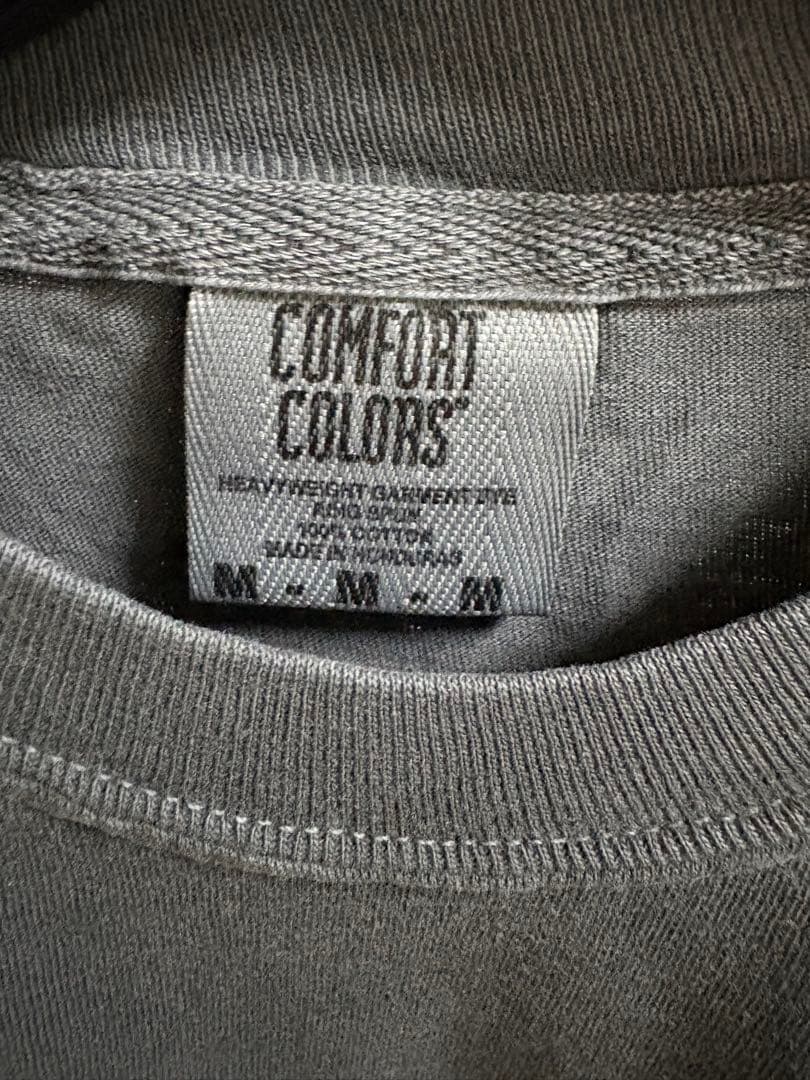 COMFORT
COLORS
HEAVYWEIGHT GARMENT DYE
RING SPUN
100% COTTON
MADE IN HONDURAS
M - M - M